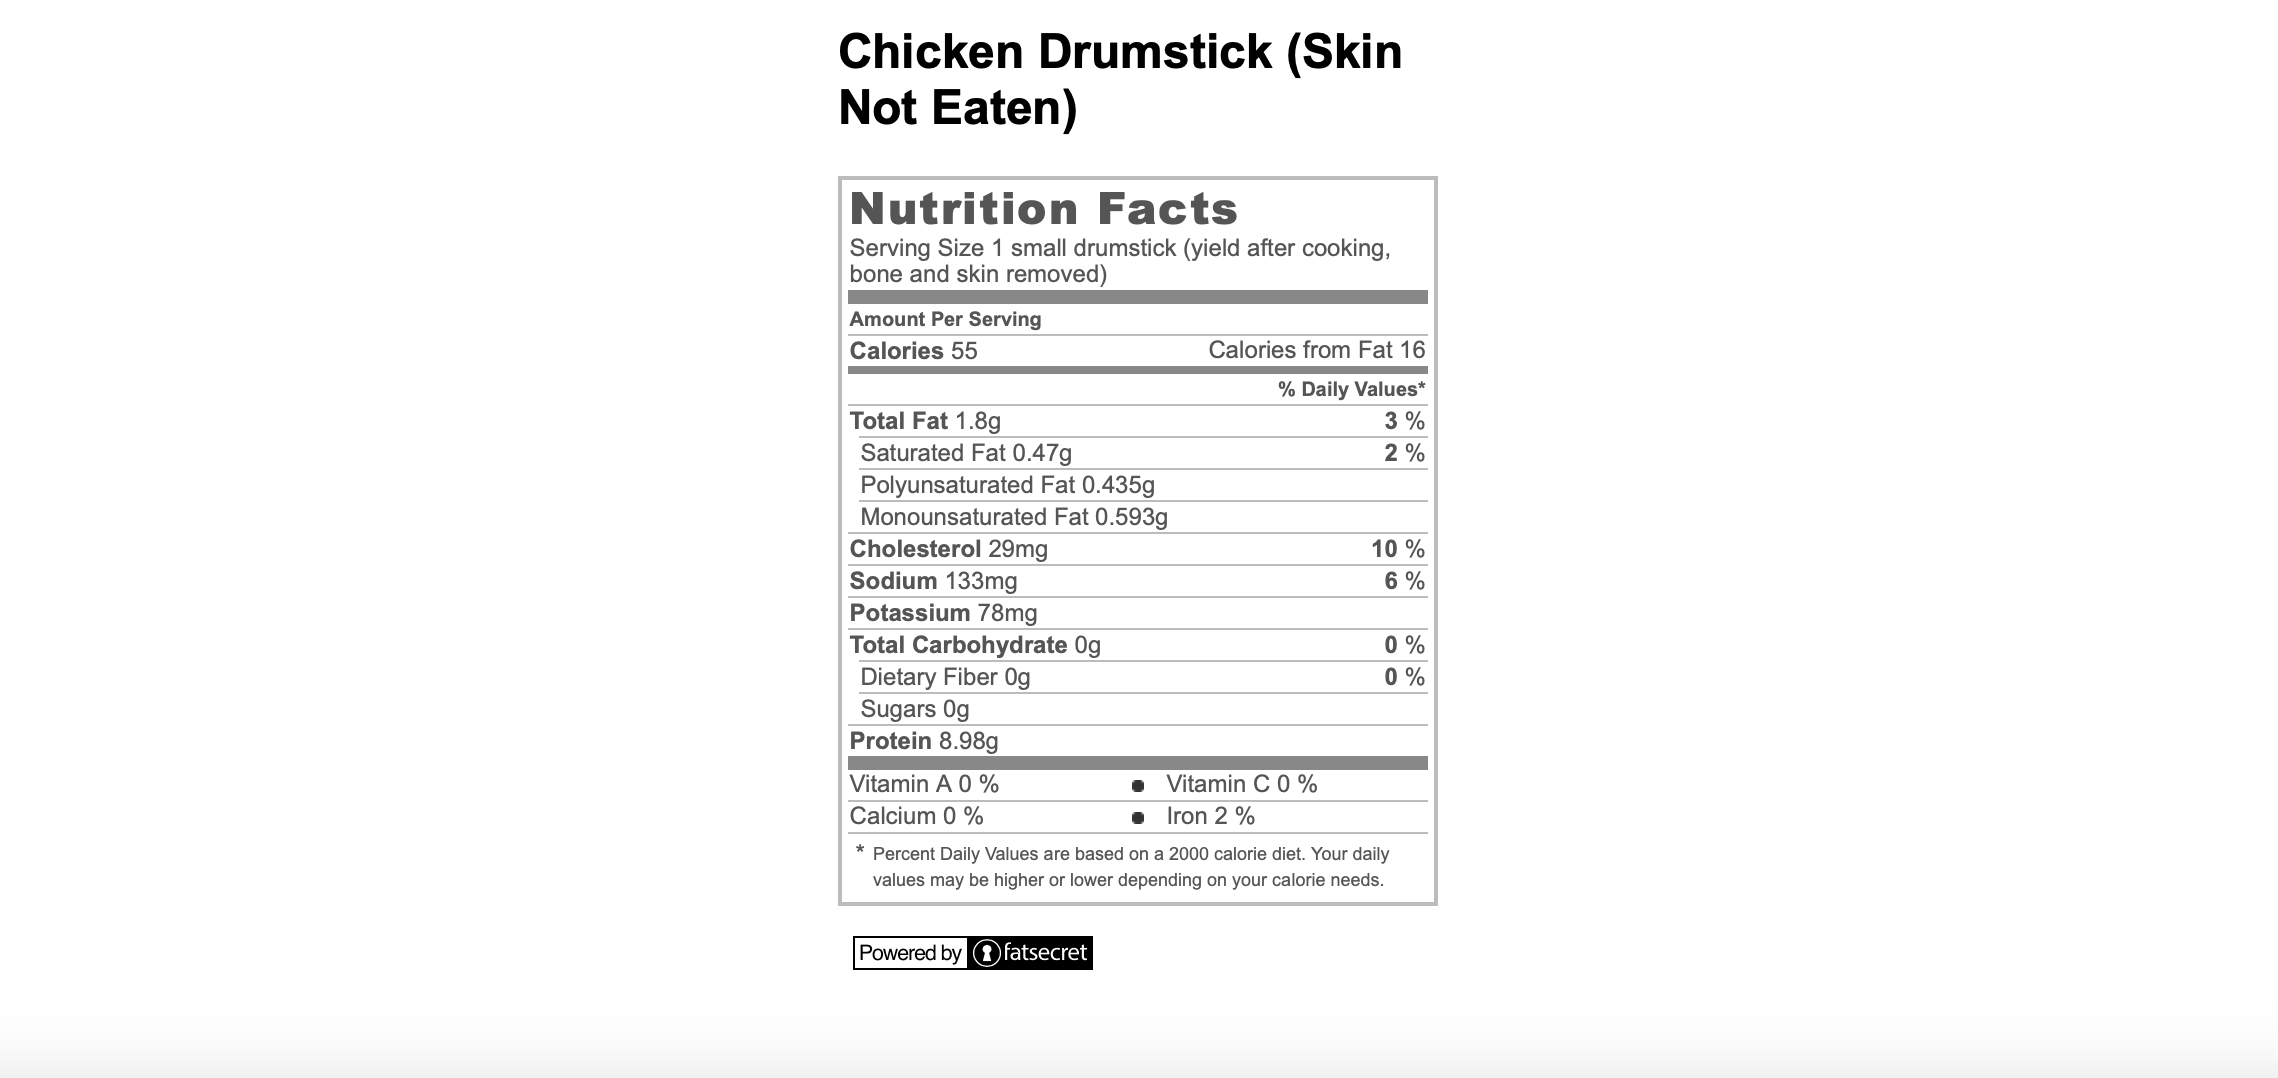 Chicken Drumstick (Skin
Not Eaten)
Nutrition Facts
Serving Size 1 small drumstick (yield after cooking,
bone and skin removed)
Amount Per Serving
Calories 55 Calories from Fat 16
% Daily Values*
Total Fat 1.8g 3 %
Saturated Fat 0.47g 2 %
Polyunsaturated Fat 0.435g
Monounsaturated Fat 0.593g
Cholesterol 29mg 10 %
Sodium 133mg 6 %
Potassium 78mg
Total Carbohydrate 0g 0 %
Dietary Fiber 0g 0 %
Sugars 0g
Protein 8.98g
Vitamin A 0 % • Vitamin C 0 %
Calcium 0 % • Iron 2 %
* Percent Daily Values are based on a 2000 calorie diet. Your daily
values may be higher or lower depending on your calorie needs.
Powered by fatsecret